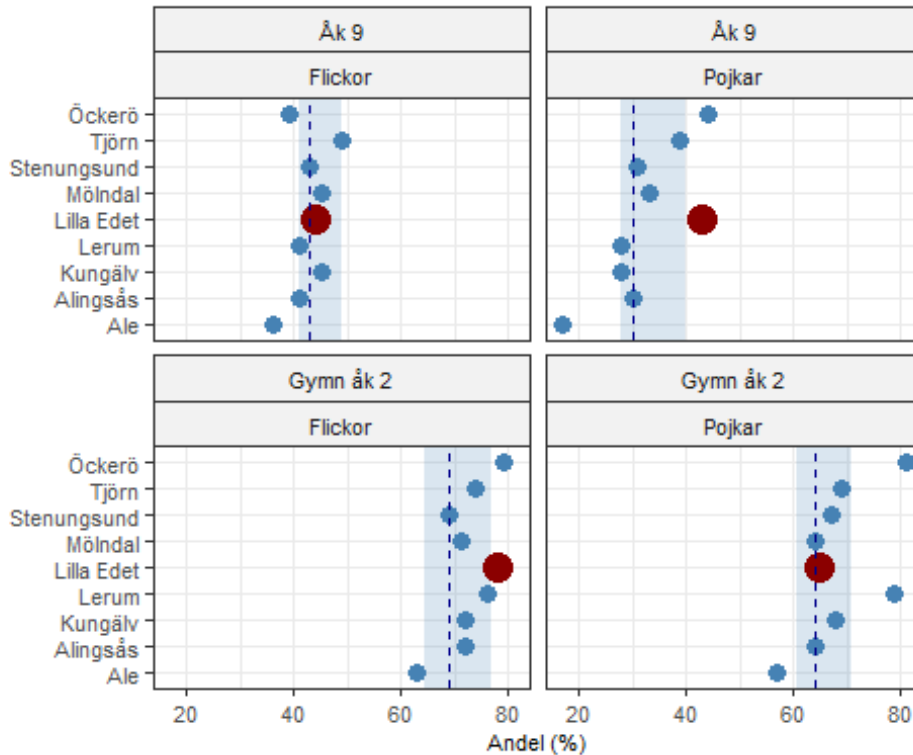 Åk 9
Åk 9
Flickor
Pojkar
Öckerö
Tjörn
Stenungsund
Mölndal
Lilla Edet
Lerum
Kungälv
Alingsås
Ale
Gymn åk 2
Gymn åk 2
Flickor
Pojkar
Öckerö
Tjörn
Stenungsund
Mölndal
Lilla Edet
Lerum
Kungälv
Alingsås
Ale
20 40 60 80 20 40 60 80
Andel (%)